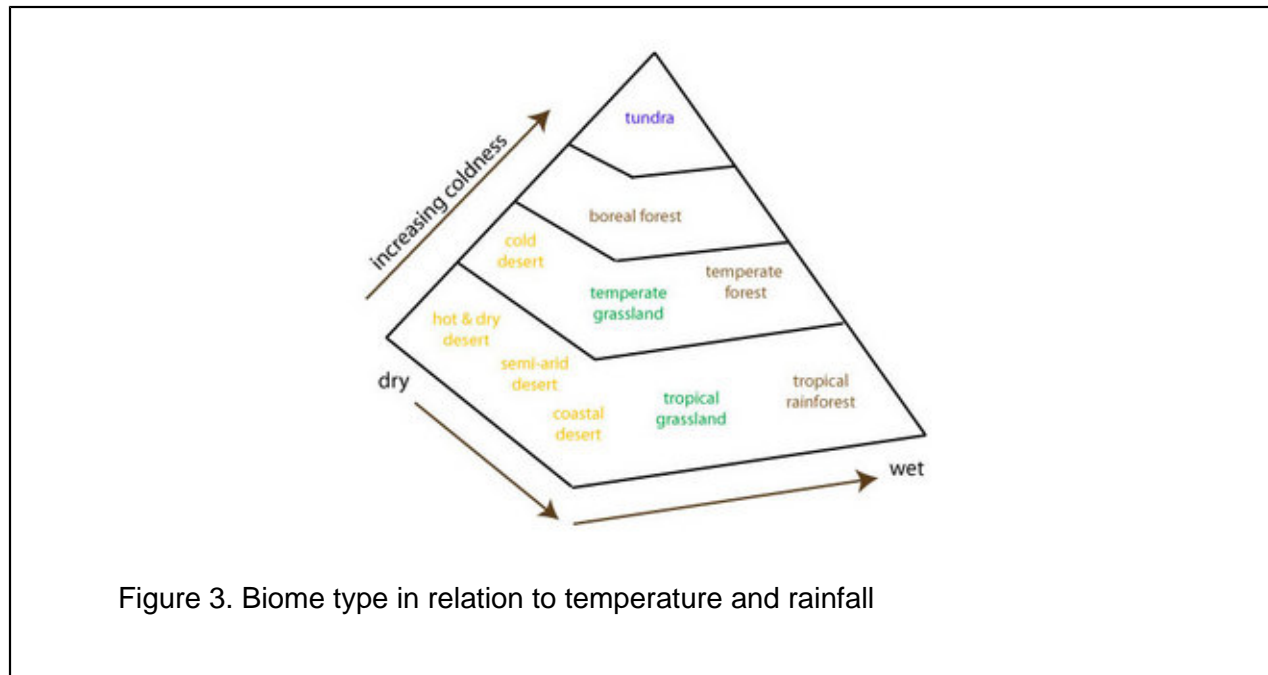 tundra
increasing coldness
boreal forest
cold
desert
temperate
grassland
temperate
forest
hot & dry
desert
semi-arid
desert
coastal
desert
tropical
grassland
tropical
rainforest
dry
wet
Figure 3. Biome type in relation to temperature and rainfall